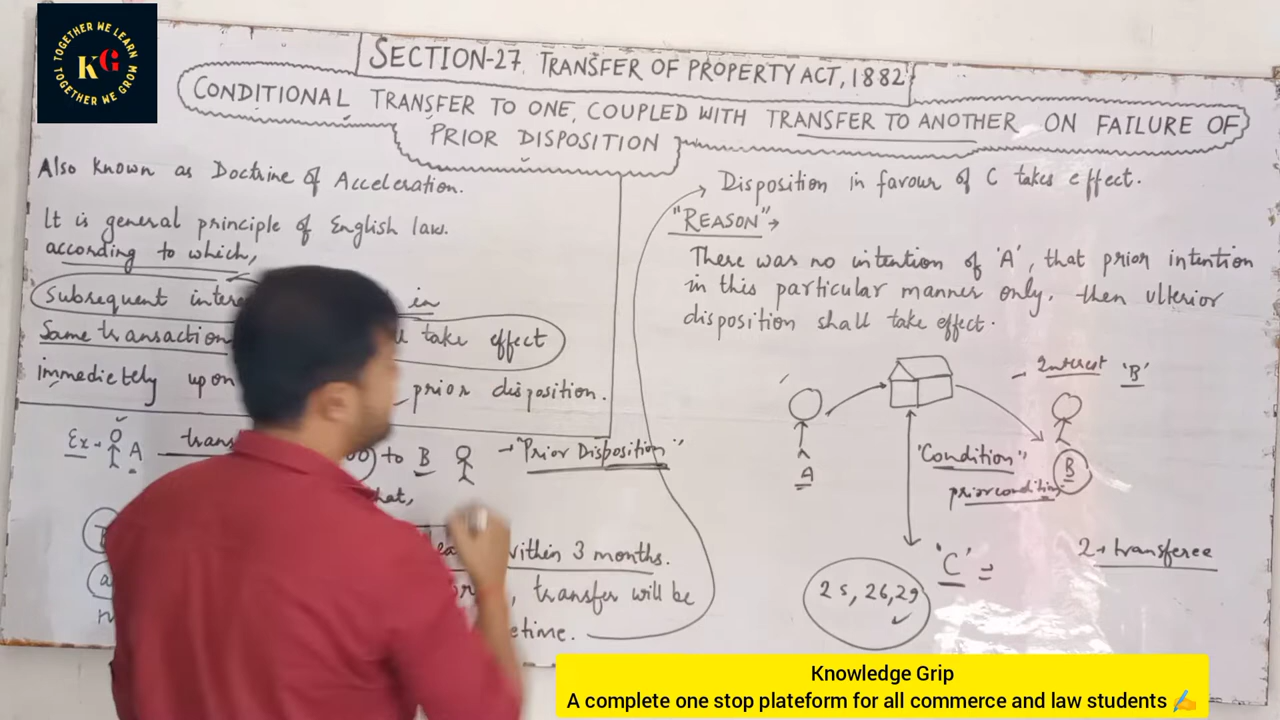 TOGETHER WE LEARN
TOGETHER WE GROW
KG
SECTION-27, TRANSFER OF PROPERTY ACT, 1882
CONDITIONAL TRANSFER TO ONE, COUPLED WITH TRANSFER TO ANOTHER ON FAILURE OF
PRIOR DISPOSITION
Also known as Doctrine of Acceleration.
It is general principle of English law.
according to which,
Subsequent in
Same transaction take effect
immedietely upon prior disposition.
Ex → A to B → "Prior Disposition"
within 3 months.
transfer will be
Disposition in favour of C takes effect.
"REASON" →
There was no intention of 'A', that prior intention
in this particular manner only, then ulterior
disposition shall take effect.
Interest 'B'
A
"Condition"
prior condition
B
'C' =
2 → transferee
25, 26, 29
Knowledge Grip
A complete one stop plateform for all commerce and law students ✍️